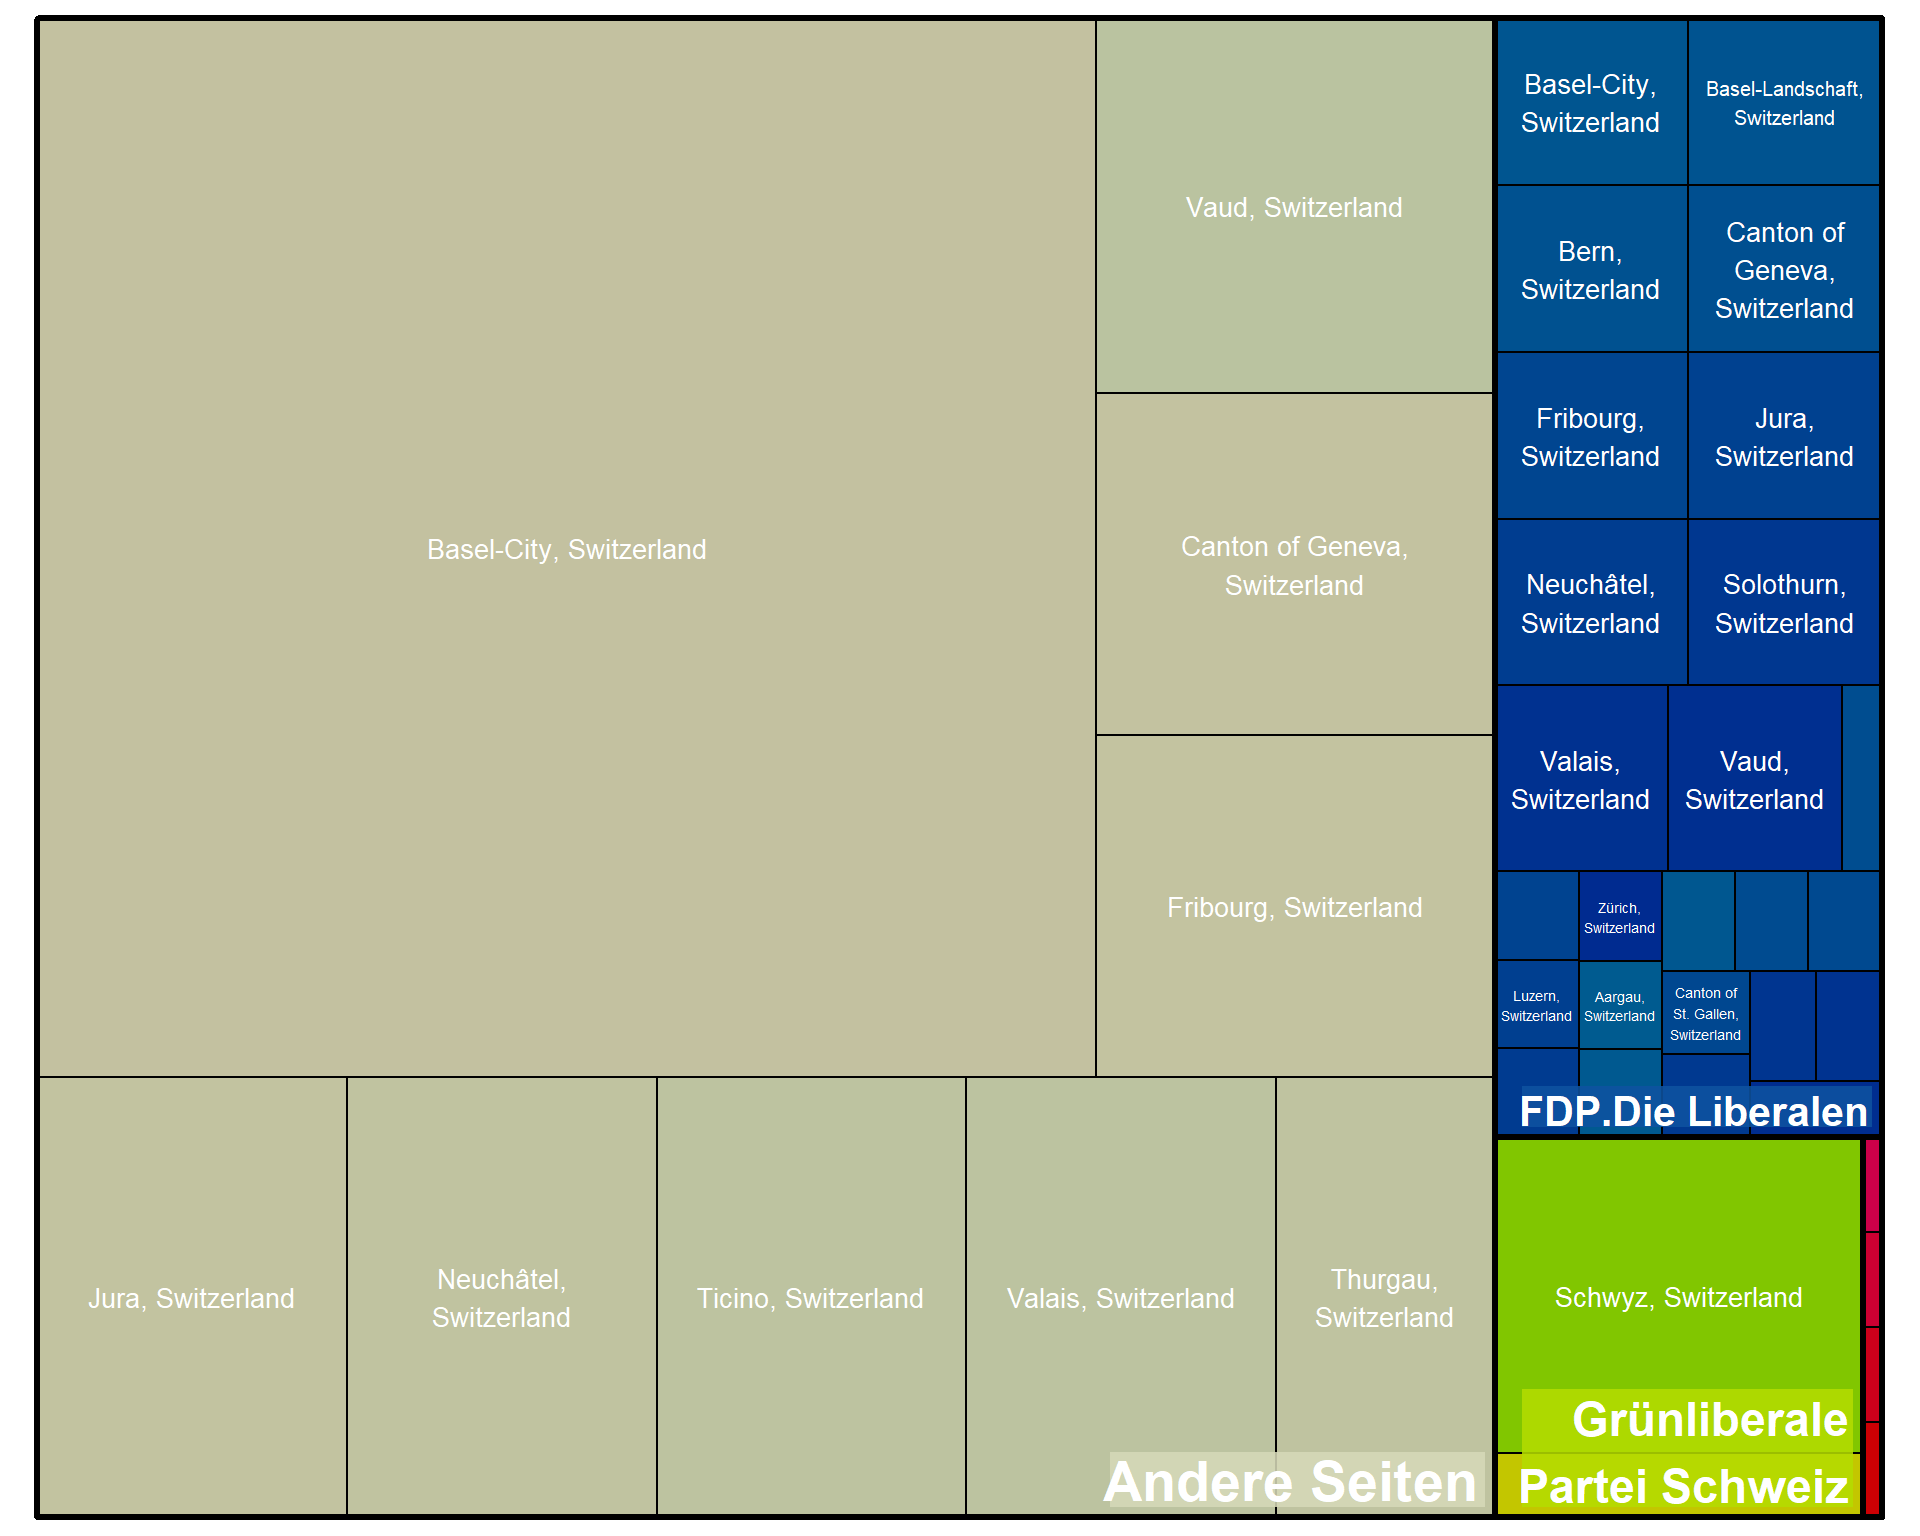 Basel-City, Switzerland
Vaud, Switzerland
Canton of Geneva,
Switzerland
Fribourg, Switzerland
Jura, Switzerland
Neuchâtel,
Switzerland
Ticino, Switzerland
Valais, Switzerland
Thurgau,
Switzerland
Andere Seiten
Basel-City,
Switzerland
Basel-Landschaft,
Switzerland
Bern,
Switzerland
Canton of
Geneva,
Switzerland
Fribourg,
Switzerland
Jura,
Switzerland
Neuchâtel,
Switzerland
Solothurn,
Switzerland
Valais,
Switzerland
Vaud,
Switzerland
Zürich,
Switzerland
Luzern,
Switzerland
Aargau,
Switzerland
Canton of
St. Gallen,
Switzerland
FDP.Die Liberalen
Schwyz, Switzerland
Grünliberale
Partei Schweiz